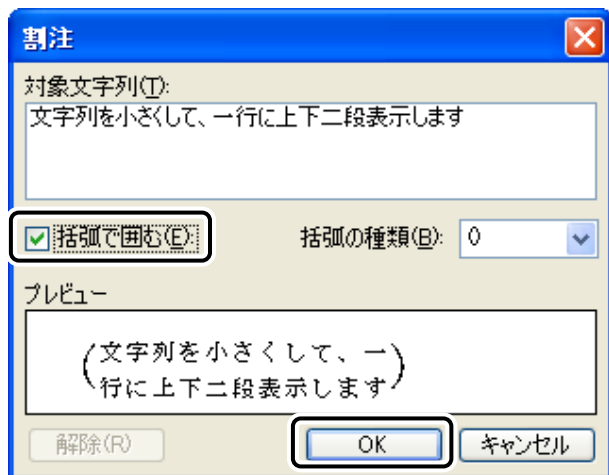 割注
対象文字列(T):
文字列を小さくして、一行に上下二段表示します
括弧で囲む(E):
括弧の種類(B): ()
プレビュー
(文字列を小さくして、一
行に上下二段表示します)
解除(R) OK キャンセル